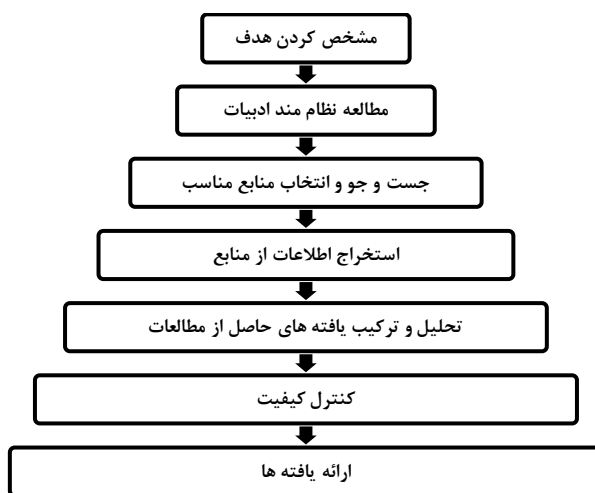 مشخص کردن هدف
مطالعه نظام مند ادبیات
جست و جو و انتخاب منابع مناسب
استخراج اطلاعات از منابع
تحلیل و ترکیب یافته های حاصل از مطالعات
کنترل کیفیت
ارائه یافته ها